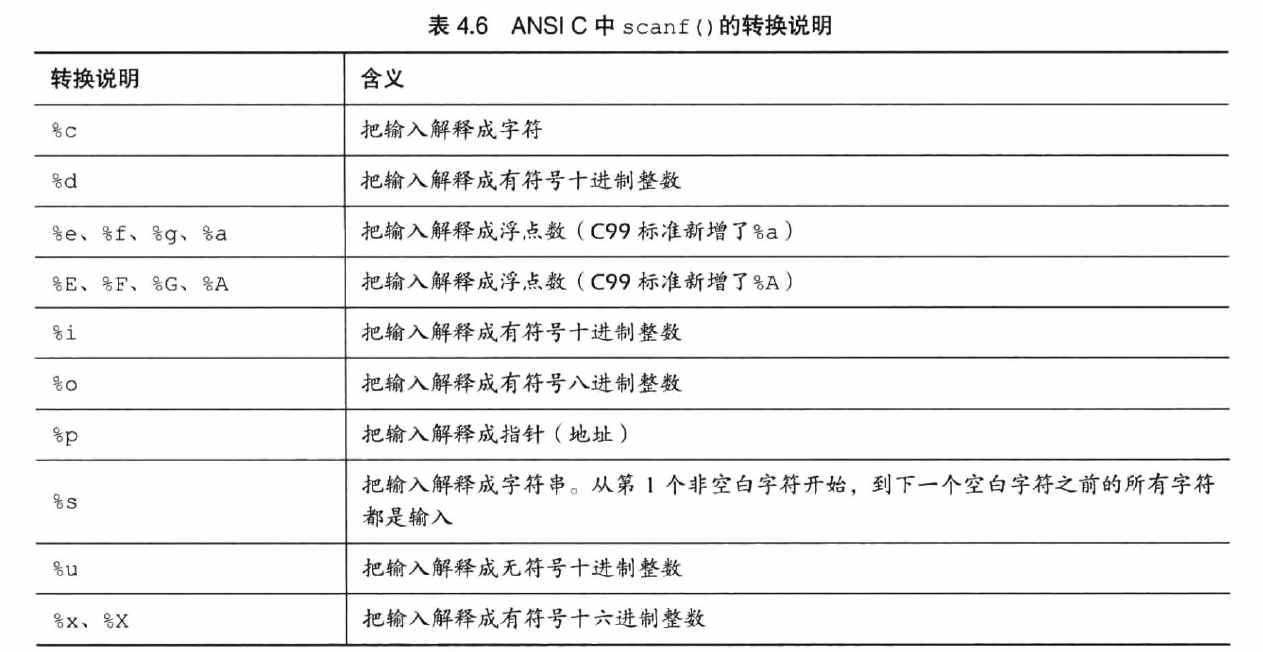 表 4.6 ANSI C 中 scanf()的转换说明
转换说明 含义
%c 把输入解释成字符
%d 把输入解释成有符号十进制整数
%e、%f、%g、%a 把输入解释成浮点数（C99 标准新增了%a）
%E、%F、%G、%A 把输入解释成浮点数（C99 标准新增了%A）
%i 把输入解释成有符号十进制整数
%o 把输入解释成有符号八进制整数
%p 把输入解释成指针（地址）
%s 把输入解释成字符串。从第 1 个非空白字符开始，到下一个空白字符之前的所有字符
都是输入
%u 把输入解释成无符号十进制整数
%x、%X 把输入解释成有符号十六进制整数